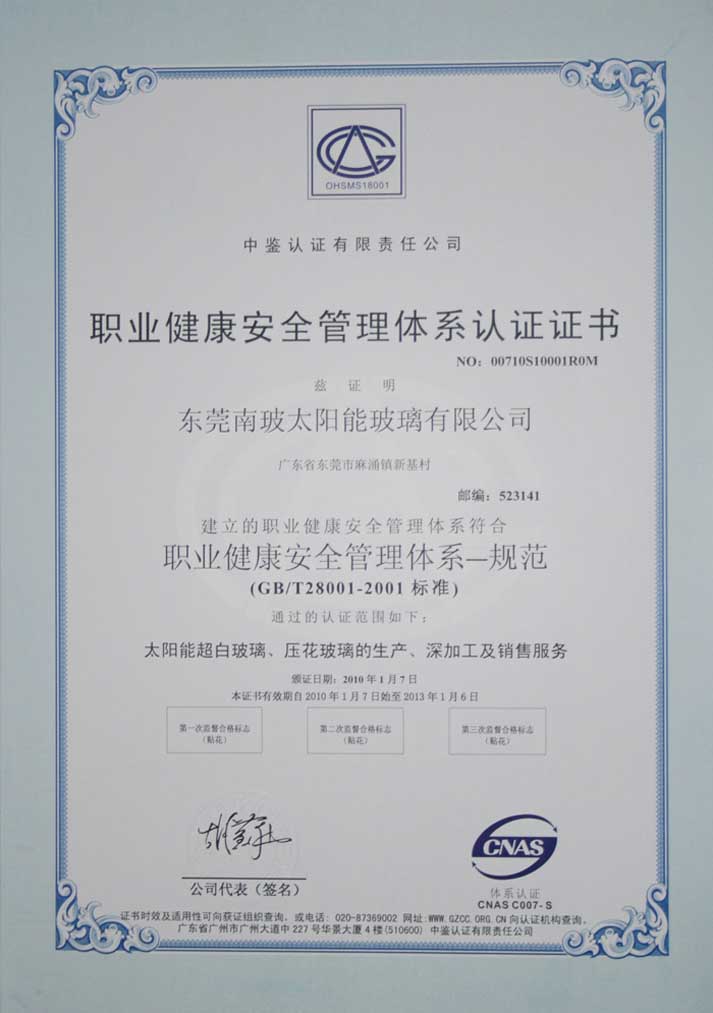 OHSMS18001
中鉴认证有限责任公司
职业健康安全管理体系认证证书
NO: 00710S10001R0M
兹 证 明
东莞南玻太阳能玻璃有限公司
广东省东莞市麻涌镇新基村
邮编：523141
建立的职业健康安全管理体系符合
职业健康安全管理体系—规范
(GB/T28001-2001 标准)
通过的认证范围如下：
太阳能超白玻璃、压花玻璃的生产、深加工及销售服务
颁证日期：2010 年 1 月 7 日
本证书有效期自 2010 年 1 月 7 日始至 2013 年 1 月 6 日
第一次监督合格标志 第二次监督合格标志 第三次监督合格标志
（贴花） （贴花） （贴花）
CNAS
公司代表（签名）
体系认证
CNAS C007- S
证书时效及适用性可向获证组织查询，或电话: 020-87369002 网址:WWW.GZCC.ORG.CN 向认证机构查询。
广东省广州市广州大道中 227 号华景大厦 4 楼(510600) 中鉴认证有限责任公司